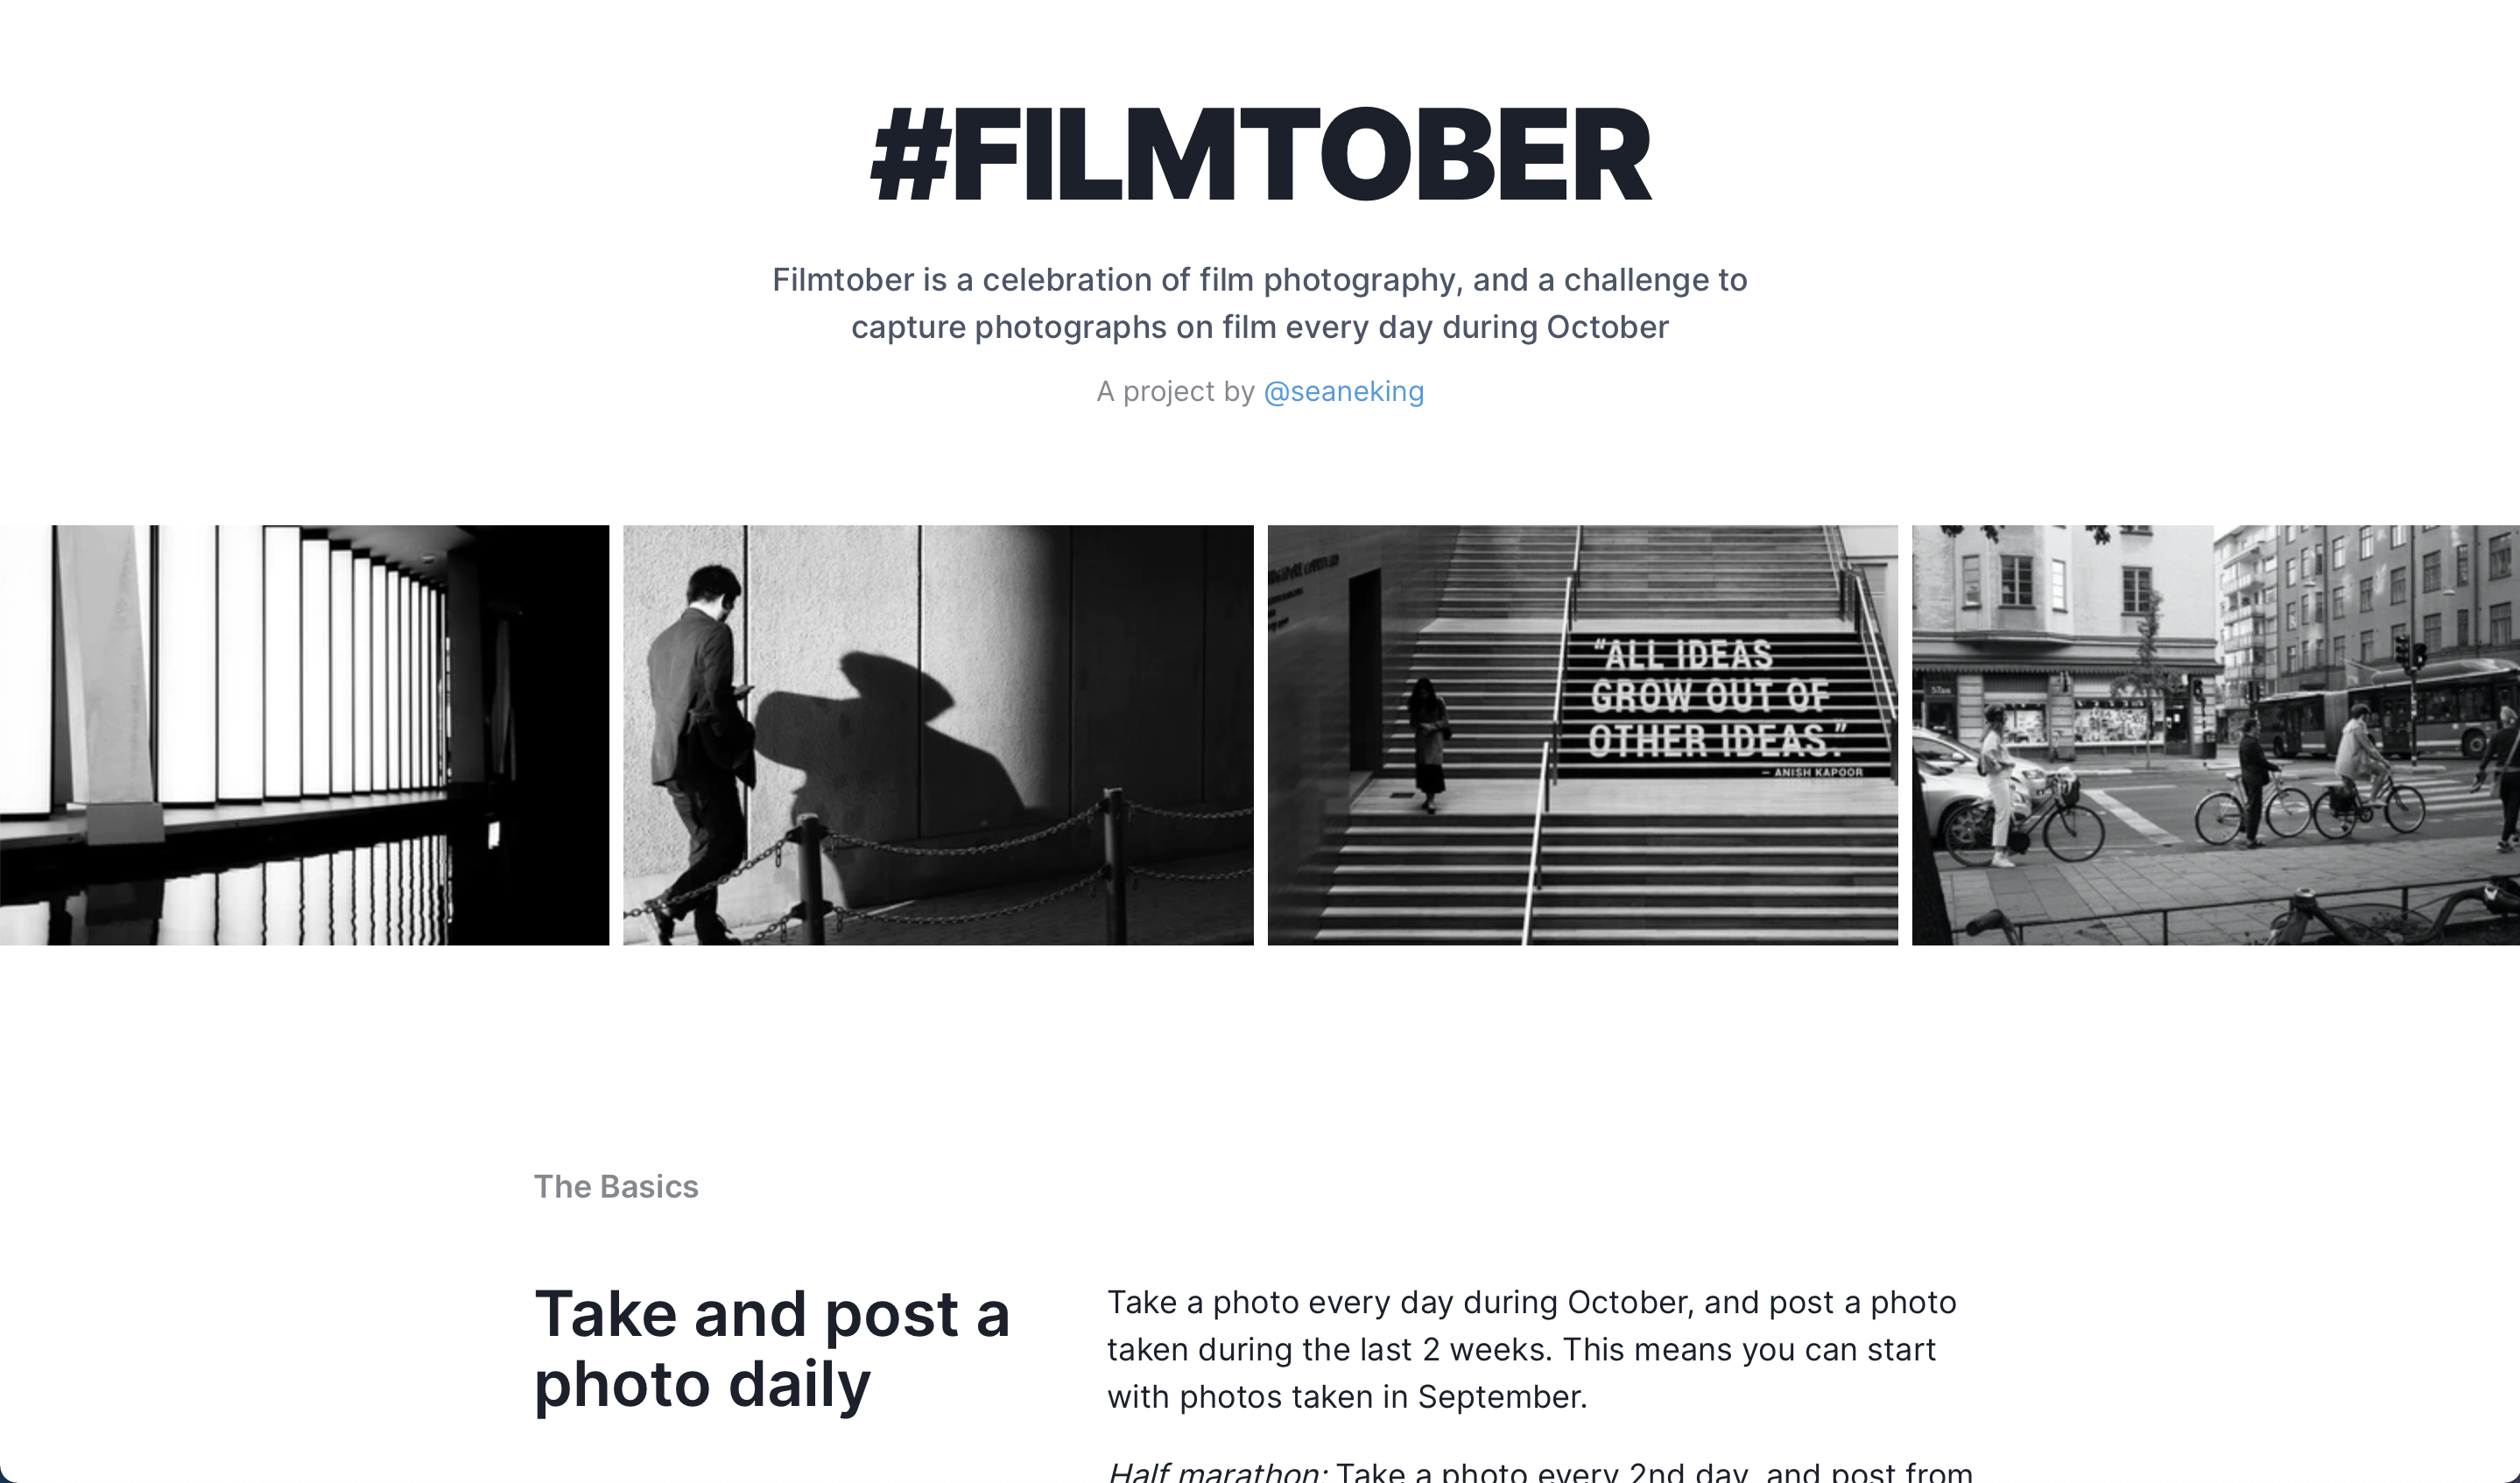 #FILMTOBER
Filmtober is a celebration of film photography, and a challenge to
capture photographs on film every day during October
A project by @seaneking
“ALL IDEAS
GROW OUT OF
OTHER IDEAS.”
– ANISH KAPOOR
The Basics
Take and post a
photo daily
Take a photo every day during October, and post a photo
taken during the last 2 weeks. This means you can start
with photos taken in September.
Half marathon: Take a photo every 2nd day, and post from